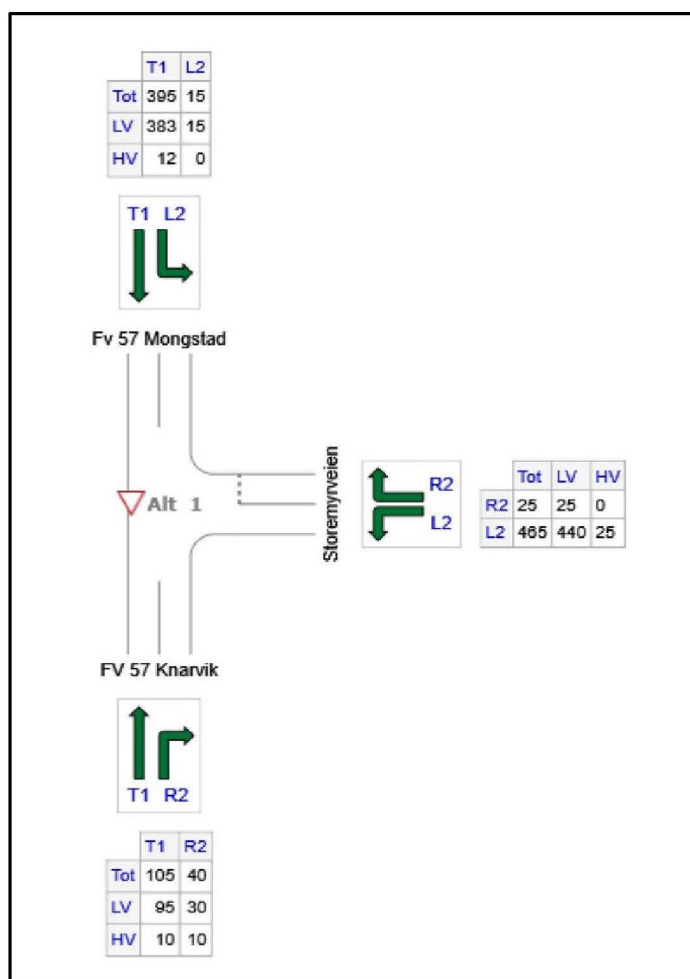 T1 L2
Tot 395 15
LV 383 15
HV 12 0
T1 L2
Fv 57 Mongstad
Alt 1
Storemyrveien
R2
L2
Tot LV HV
R2 25 25 0
L2 465 440 25
FV 57 Knarvik
T1 R2
T1 R2
Tot 105 40
LV 95 30
HV 10 10